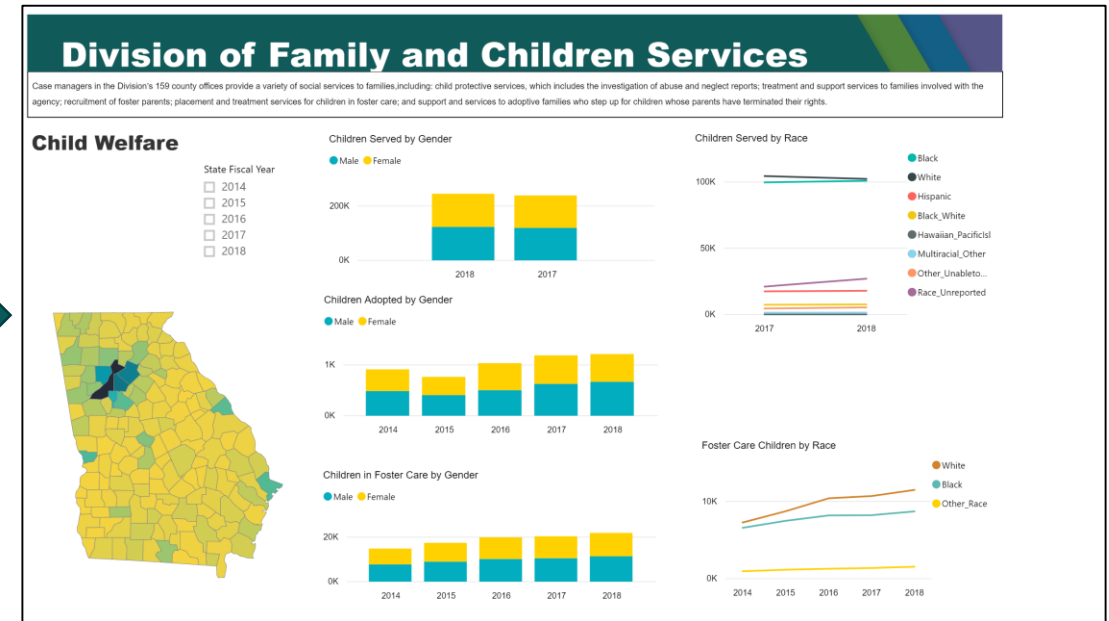 Division of Family and Children Services
Case managers in the Division's 159 county offices provide a variety of social services to families,including: child protective services, which includes the investigation of abuse and neglect reports; treatment and support services to families involved with the
agency; recruitment of foster parents; placement and treatment services for children in foster care; and support and services to adoptive families who step up for children whose parents have terminated their rights.
Child Welfare
State Fiscal Year
2014
2015
2016
2017
2018
Children Served by Gender
Male Female
200K
0K
2018 2017
Children Adopted by Gender
Male Female
1K
0K
2014 2015 2016 2017 2018
Children in Foster Care by Gender
Male Female
20K
0K
2014 2015 2016 2017 2018
Children Served by Race
Black
White
Hispanic
Black_White
Hawaiian_PacificIsl
Multiracial_Other
Other_Unableto...
Race_Unreported
100K
50K
0K
2017 2018
Foster Care Children by Race
White
Black
Other_Race
10K
0K
2014 2015 2016 2017 2018